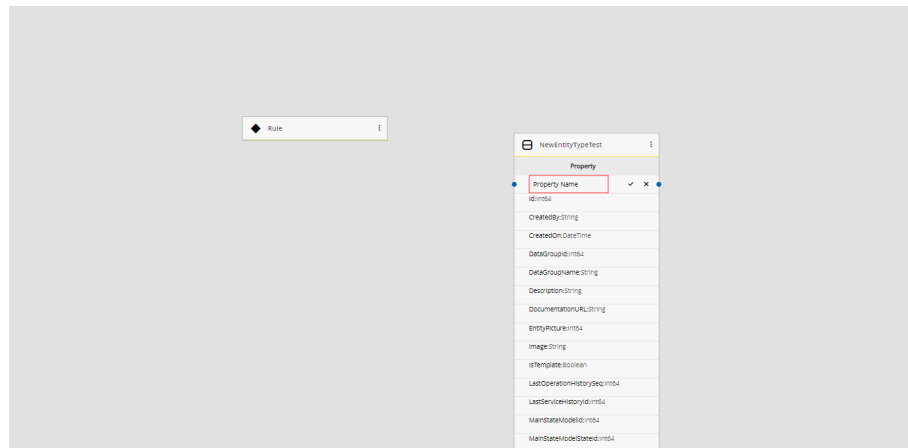 Rule
NewEntityTypeTest
Property
Property Name
Id:Int64
CreatedBy:String
CreatedOn:DateTime
DataGroupId:Int64
DataGroupName:String
Description:String
DocumentationURL:String
EntityPicture:Int64
Image:String
IsTemplate:Boolean
LastOperationHistorySeq:Int64
LastServiceHistoryId:Int64
MainStateModelId:Int64
MainStateModelStateId:Int64